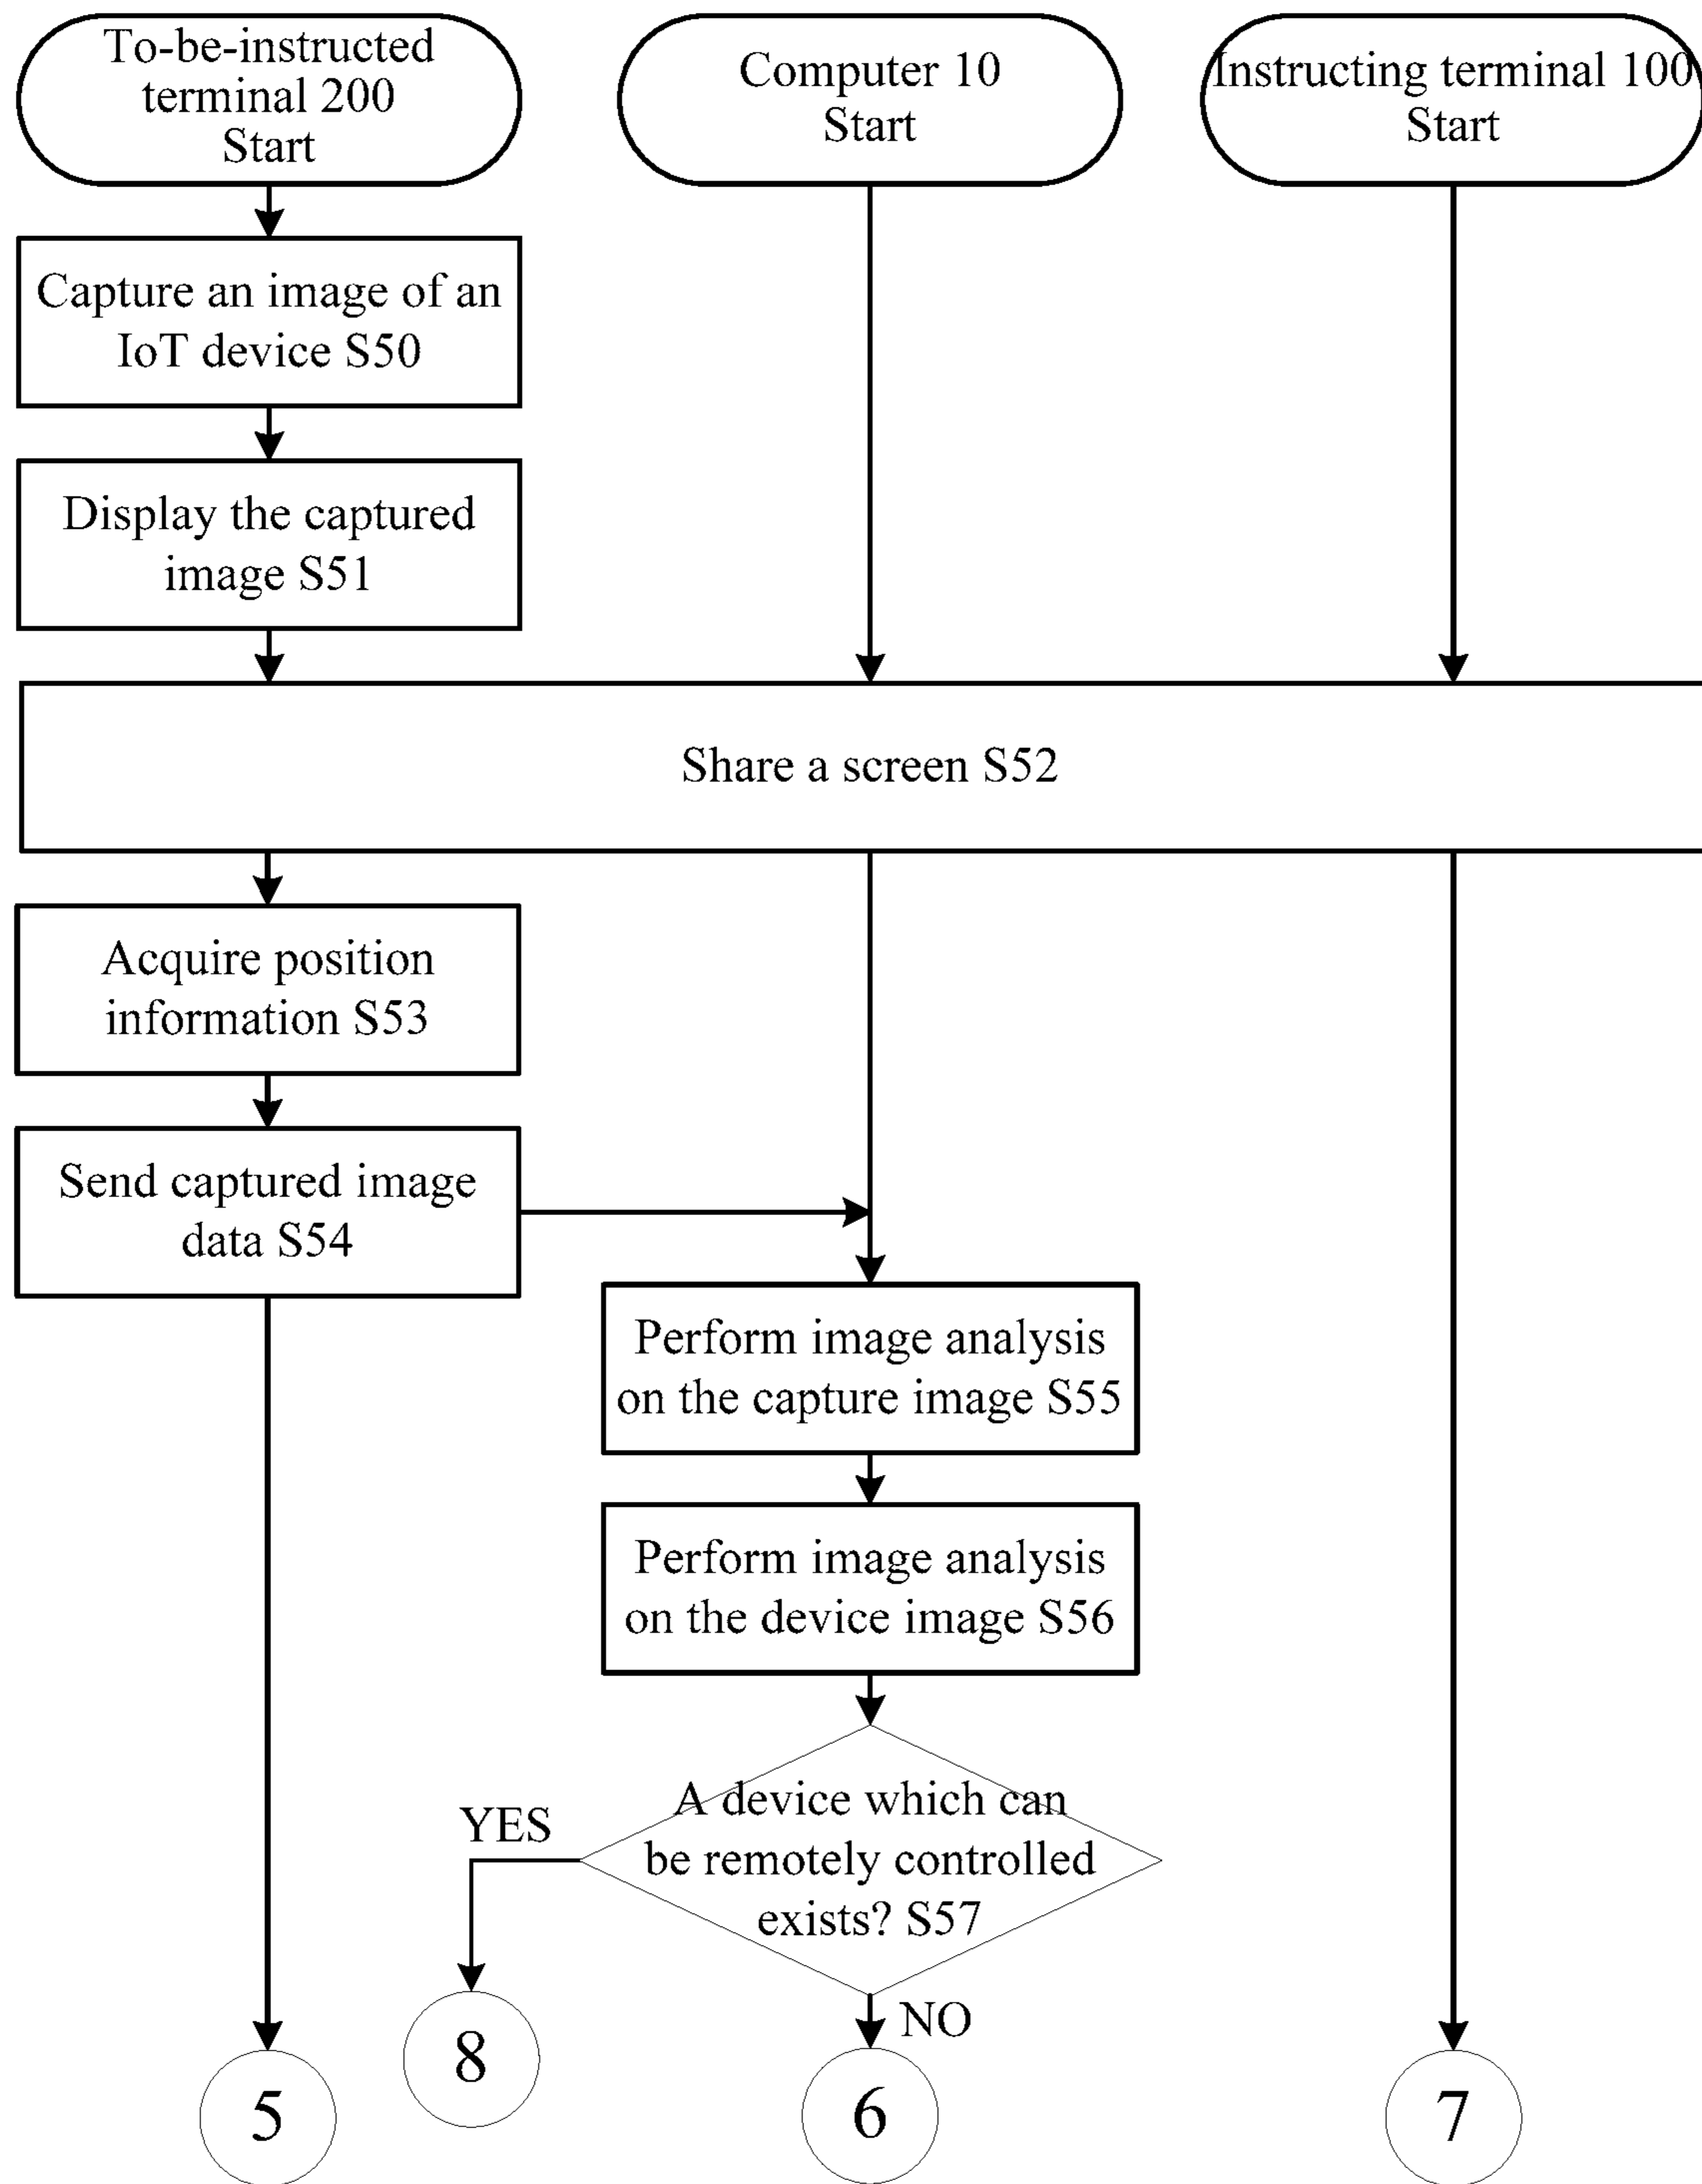 To-be-instructed
terminal 200
Start
Computer 10
Start
Instructing terminal 100
Start
Capture an image of an
IoT device S50
Display the captured
image S51
Share a screen S52
Acquire position
information S53
Send captured image
data S54
Perform image analysis
on the capture image S55
Perform image analysis
on the device image S56
A device which can
be remotely controlled
exists? S57
YES
NO
8
5
6
7